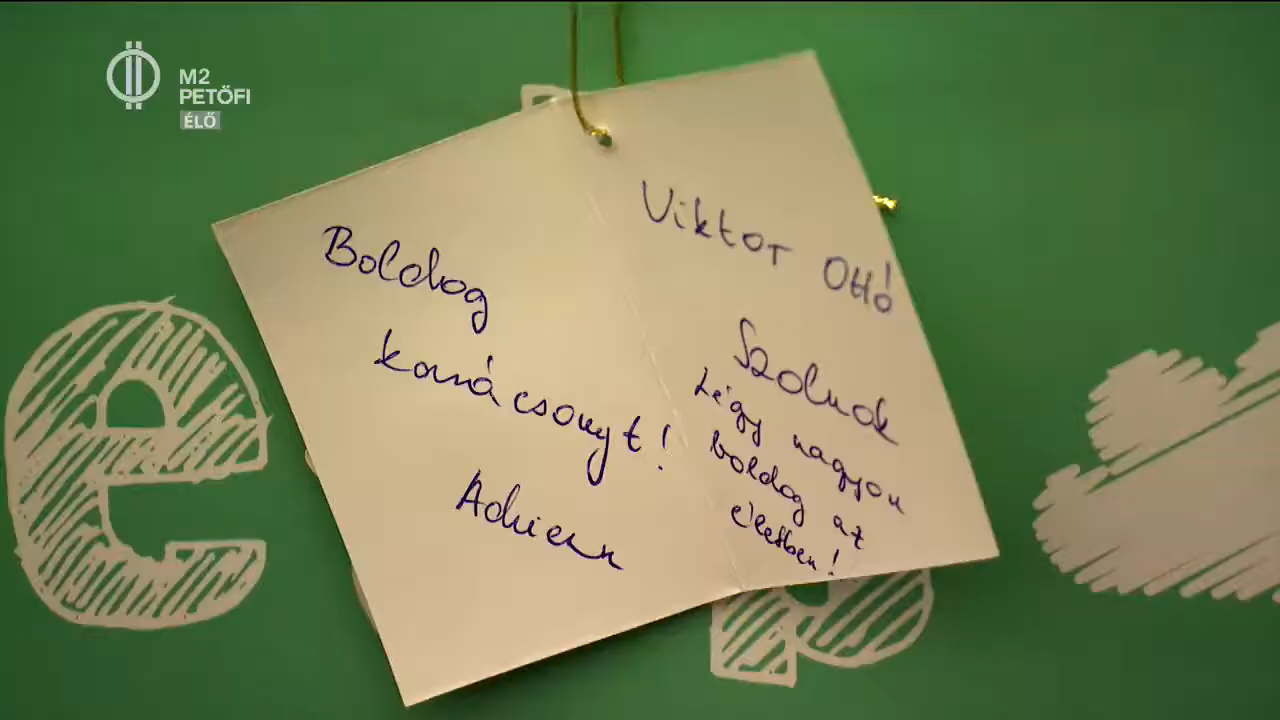 M2
PETŐFI
ÉLŐ
Boldog
karácsonyt!
Adrienn
Viktor Ottó!
Szolnok
Légy nagyon
boldog az
életben!
e